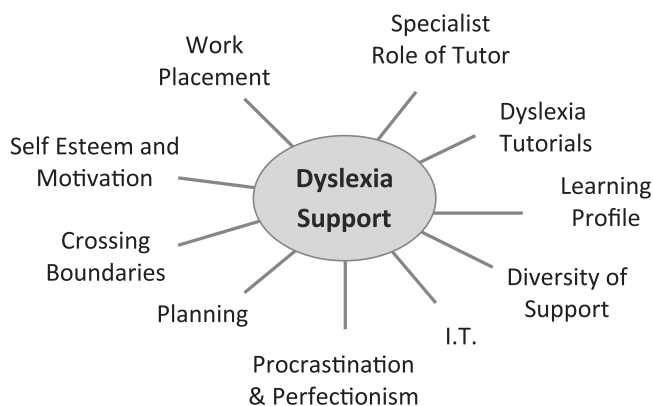 Specialist
Role of Tutor
Work
Placement
Dyslexia
Tutorials
Self Esteem and
Motivation
Dyslexia
Support
Learning
Profile
Crossing
Boundaries
Diversity of
Support
Planning
I.T.
Procrastination
& Perfectionism